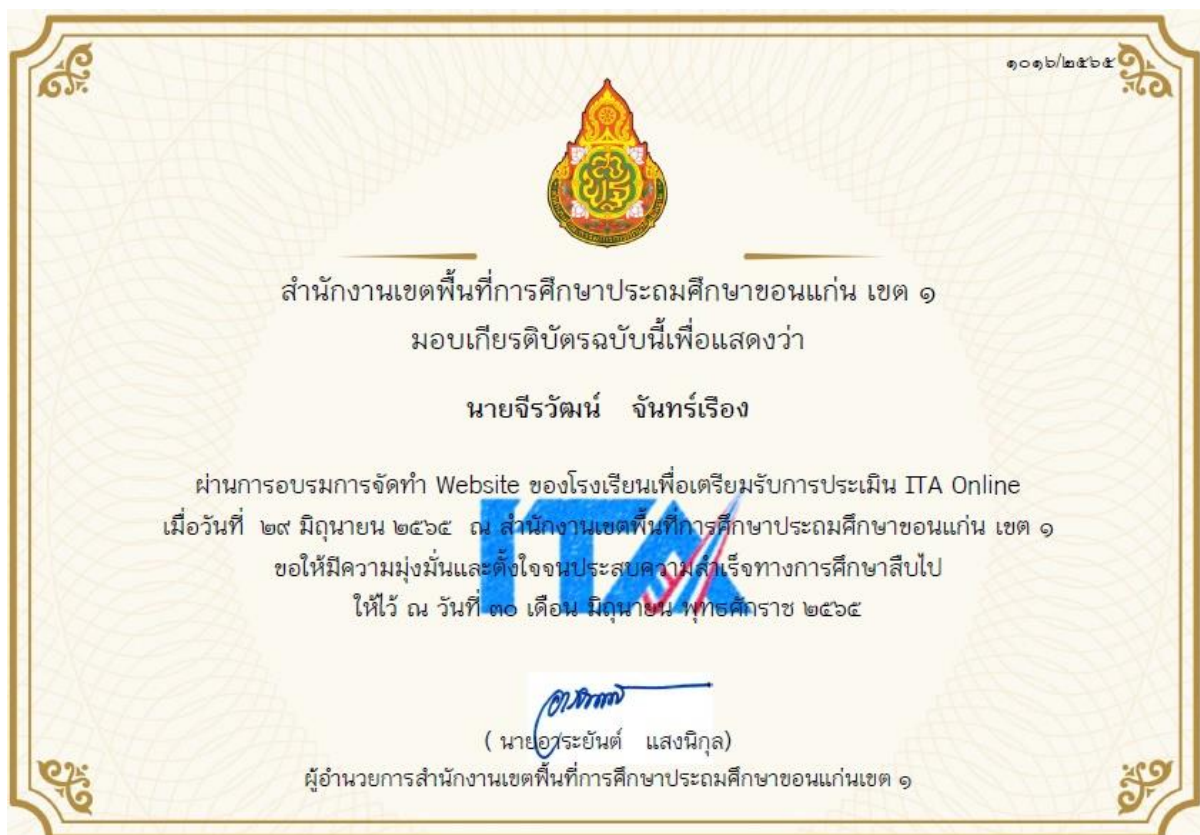 ๑๐๑๖/๒๕๖๕
สำนักงานเขตพื้นที่การศึกษาประถมศึกษาขอนแก่น เขต ๑
มอบเกียรติบัตรฉบับนี้เพื่อแสดงว่า
นายจีรวัฒน์ จันทร์เรือง
ผ่านการอบรมการจัดทำ Website ของโรงเรียนเพื่อเตรียมรับการประเมิน ITA Online
เมื่อวันที่ ๒๙ มิถุนายน ๒๕๖๕ ณ สำนักงานเขตพื้นที่การศึกษาประถมศึกษาขอนแก่น เขต ๑
ขอให้มีความมุ่งมั่นและตั้งใจจนประสบความสำเร็จทางการศึกษาสืบไป
ให้ไว้ ณ วันที่ ๓๐ เดือน มิถุนายน พุทธศักราช ๒๕๖๕
ITA
( นายอาระยันต์ แสงนิกุล)
ผู้อำนวยการสำนักงานเขตพื้นที่การศึกษาประถมศึกษาขอนแก่นเขต ๑